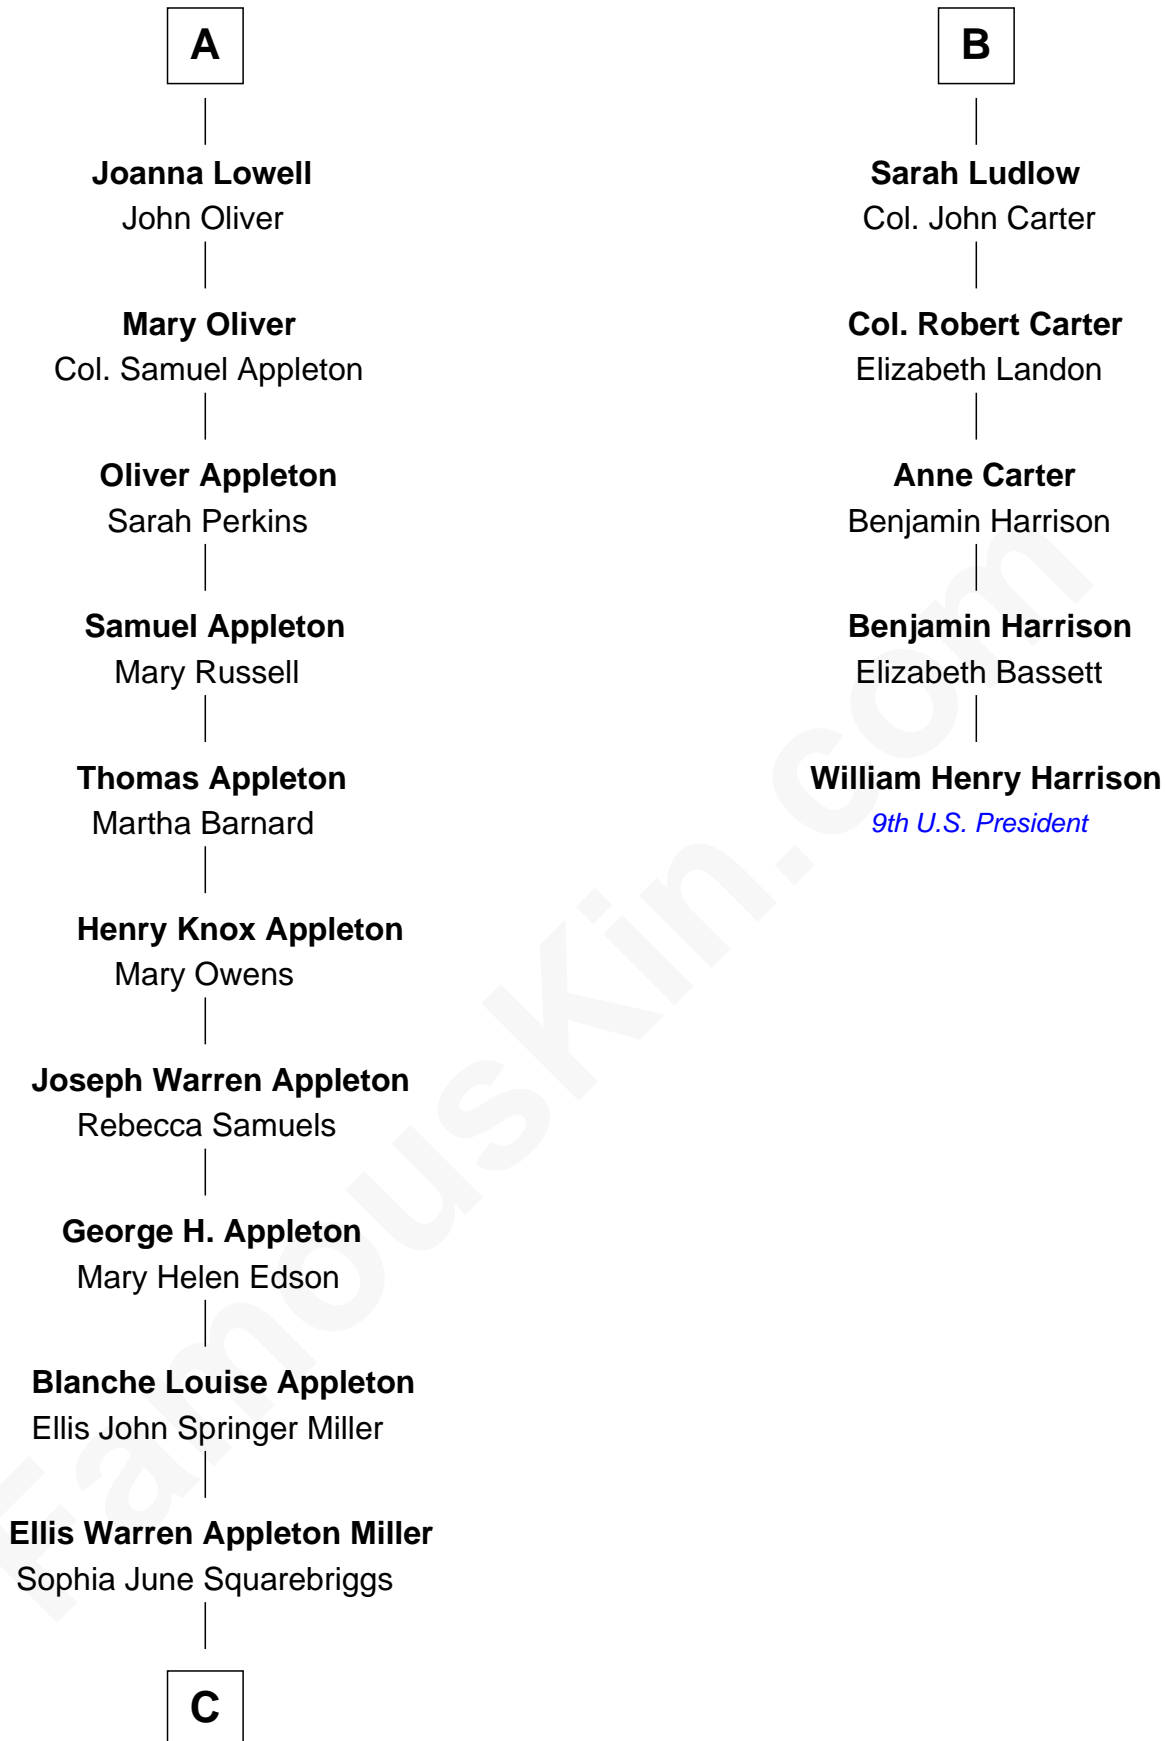 A
Joanna Lowell
John Oliver
Mary Oliver
Col. Samuel Appleton
Oliver Appleton
Sarah Perkins
Samuel Appleton
Mary Russell
Thomas Appleton
Martha Barnard
Henry Knox Appleton
Mary Owens
Joseph Warren Appleton
Rebecca Samuels
George H. Appleton
Mary Helen Edson
Blanche Louise Appleton
Ellis John Springer Miller
Ellis Warren Appleton Miller
Sophia June Squarebriggs
C
B
Sarah Ludlow
Col. John Carter
Col. Robert Carter
Elizabeth Landon
Anne Carter
Benjamin Harrison
Benjamin Harrison
Elizabeth Bassett
William Henry Harrison
9th U.S. President
FamousKin.com